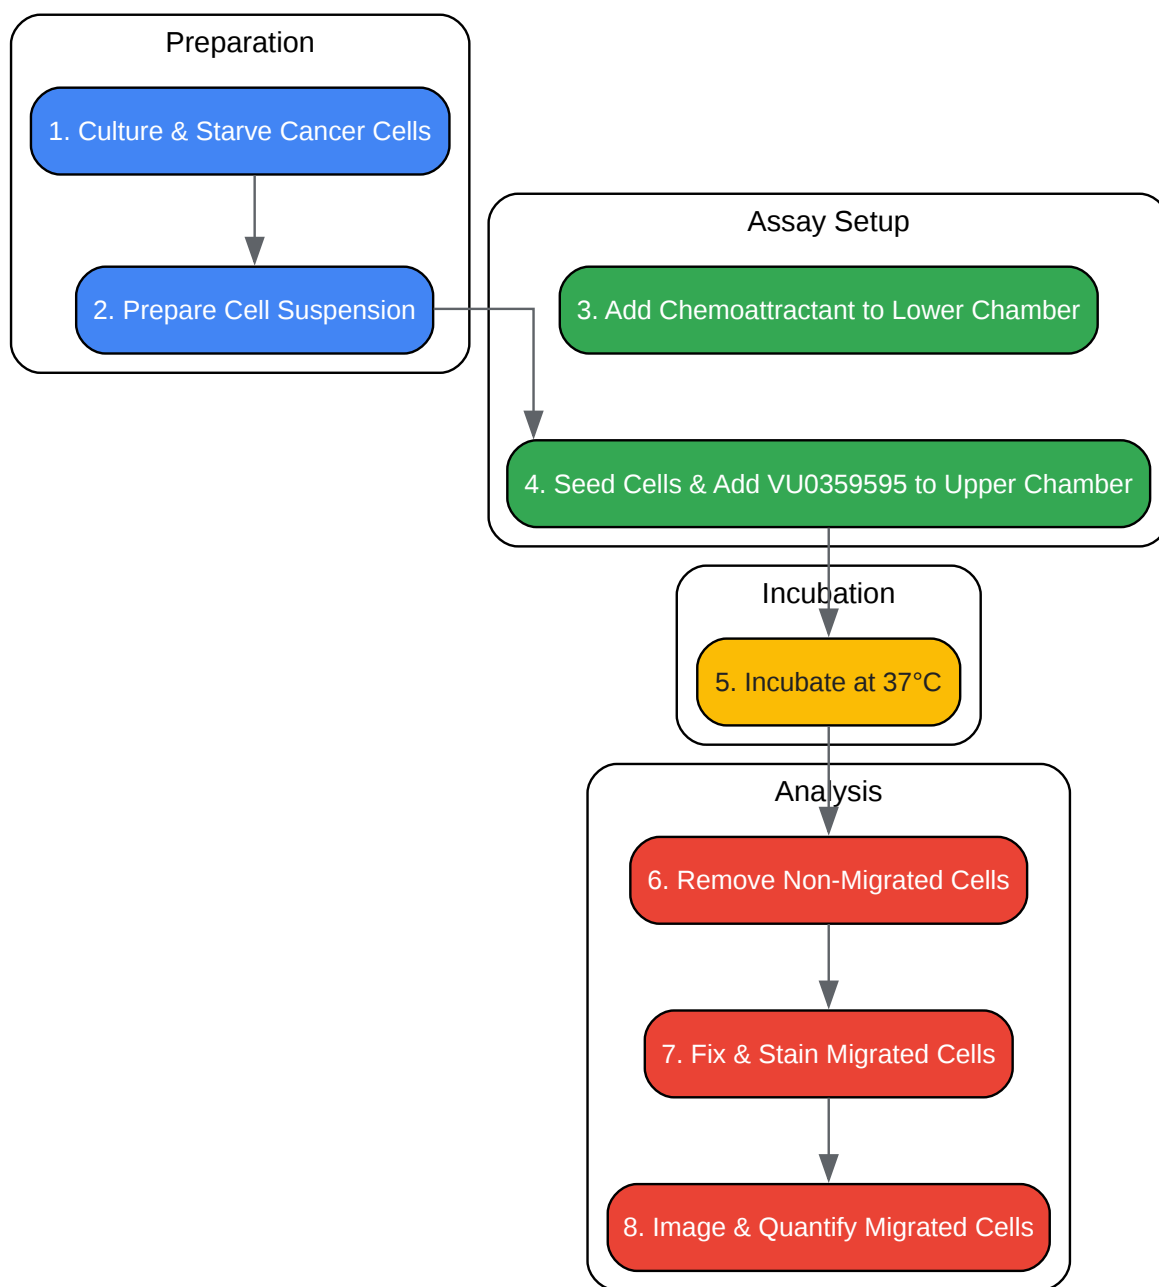 Preparation
1. Culture & Starve Cancer Cells
2. Prepare Cell Suspension
Assay Setup
3. Add Chemoattractant to Lower Chamber
4. Seed Cells & Add VU0359595 to Upper Chamber
Incubation
5. Incubate at 37°C
Analysis
6. Remove Non-Migrated Cells
7. Fix & Stain Migrated Cells
8. Image & Quantify Migrated Cells